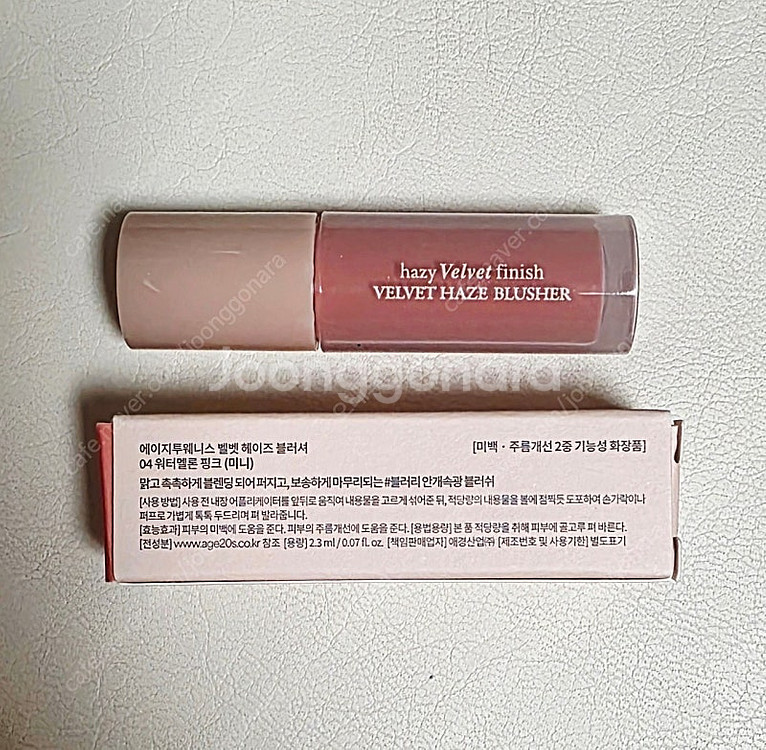 hazy Velvet finish
VELVET HAZE BLUSHER
Joonggonara
에이지투웨니스 벨벳 헤이즈 블러셔
[미백 · 주름개선 2중 기능성 화장품]
04 워터멜론 핑크 (미니)
맑고 촉촉하게 블렌딩 되어 퍼지고, 보송하게 마무리되는 #블러리 안개속광 블러쉬
[사용 방법] 사용 전 내장 어플리케이터를 앞뒤로 움직여 내용물을 고르게 섞어준 뒤, 적당량의 내용물을 볼에 점찍듯 도포하여 손가락이나
퍼프로 가볍게 톡톡 두드리며 펴 발라줍니다.
[효능효과] 피부의 미백에 도움을 준다. 피부의 주름개선에 도움을 준다. [용법용량] 본 품 적당량을 취해 피부에 골고루 펴 바른다.
[전성분] www.age20s.co.kr 참조 [용량] 2.3 ml / 0.07 fl. oz. [책임판매업자] 애경산업㈜ [제조번호 및 사용기한] 별도표기